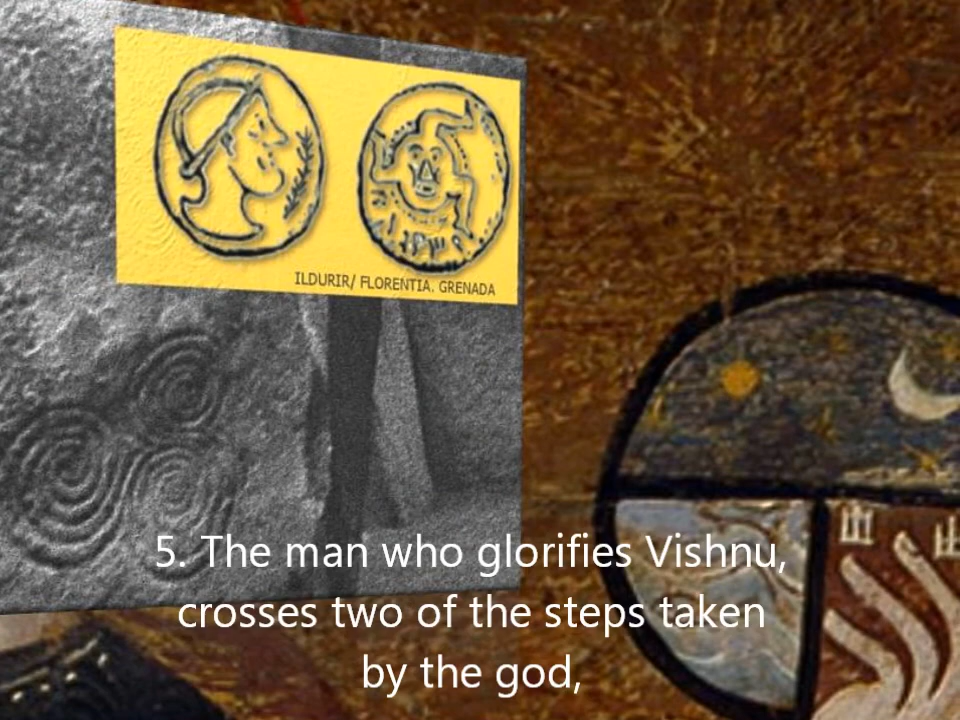 ILDURIR/ FLORENTIA. GRENADA
5. The man who glorifies Vishnu,
crosses two of the steps taken
by the god,